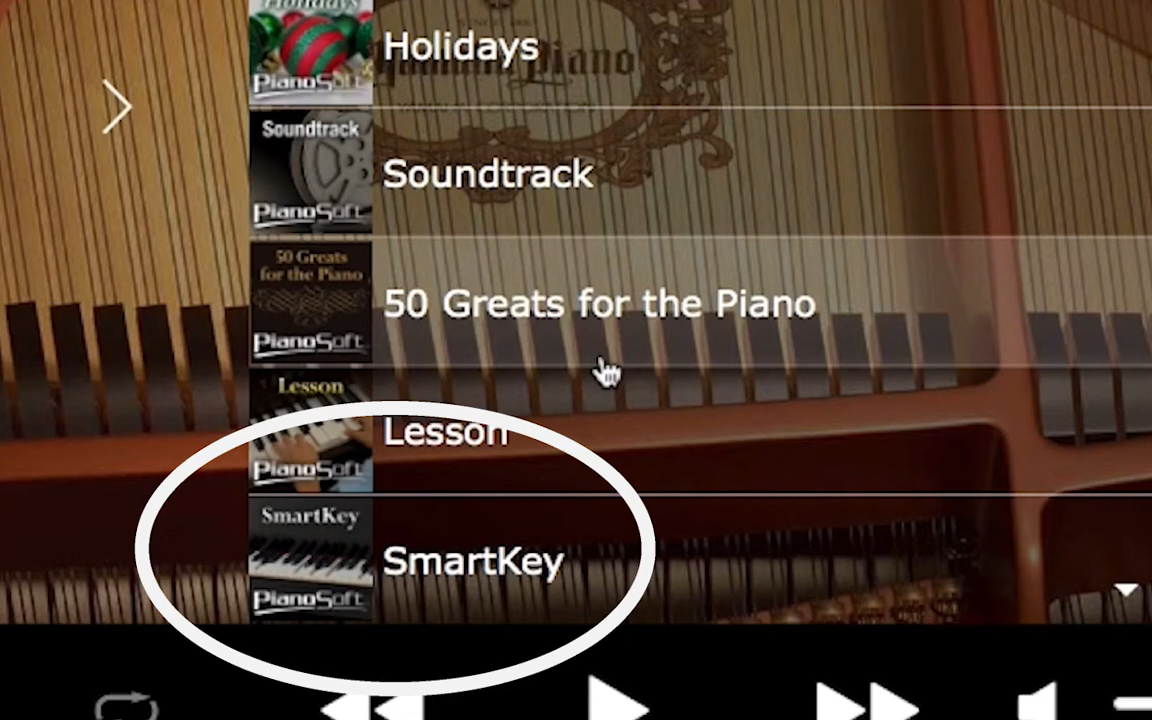 Holidays
PianoSoft
Holidays
Soundtrack
PianoSoft
Soundtrack
50 Greats
for the Piano
PianoSoft
50 Greats for the Piano
Lesson
PianoSoft
Lesson
SmartKey
PianoSoft
SmartKey